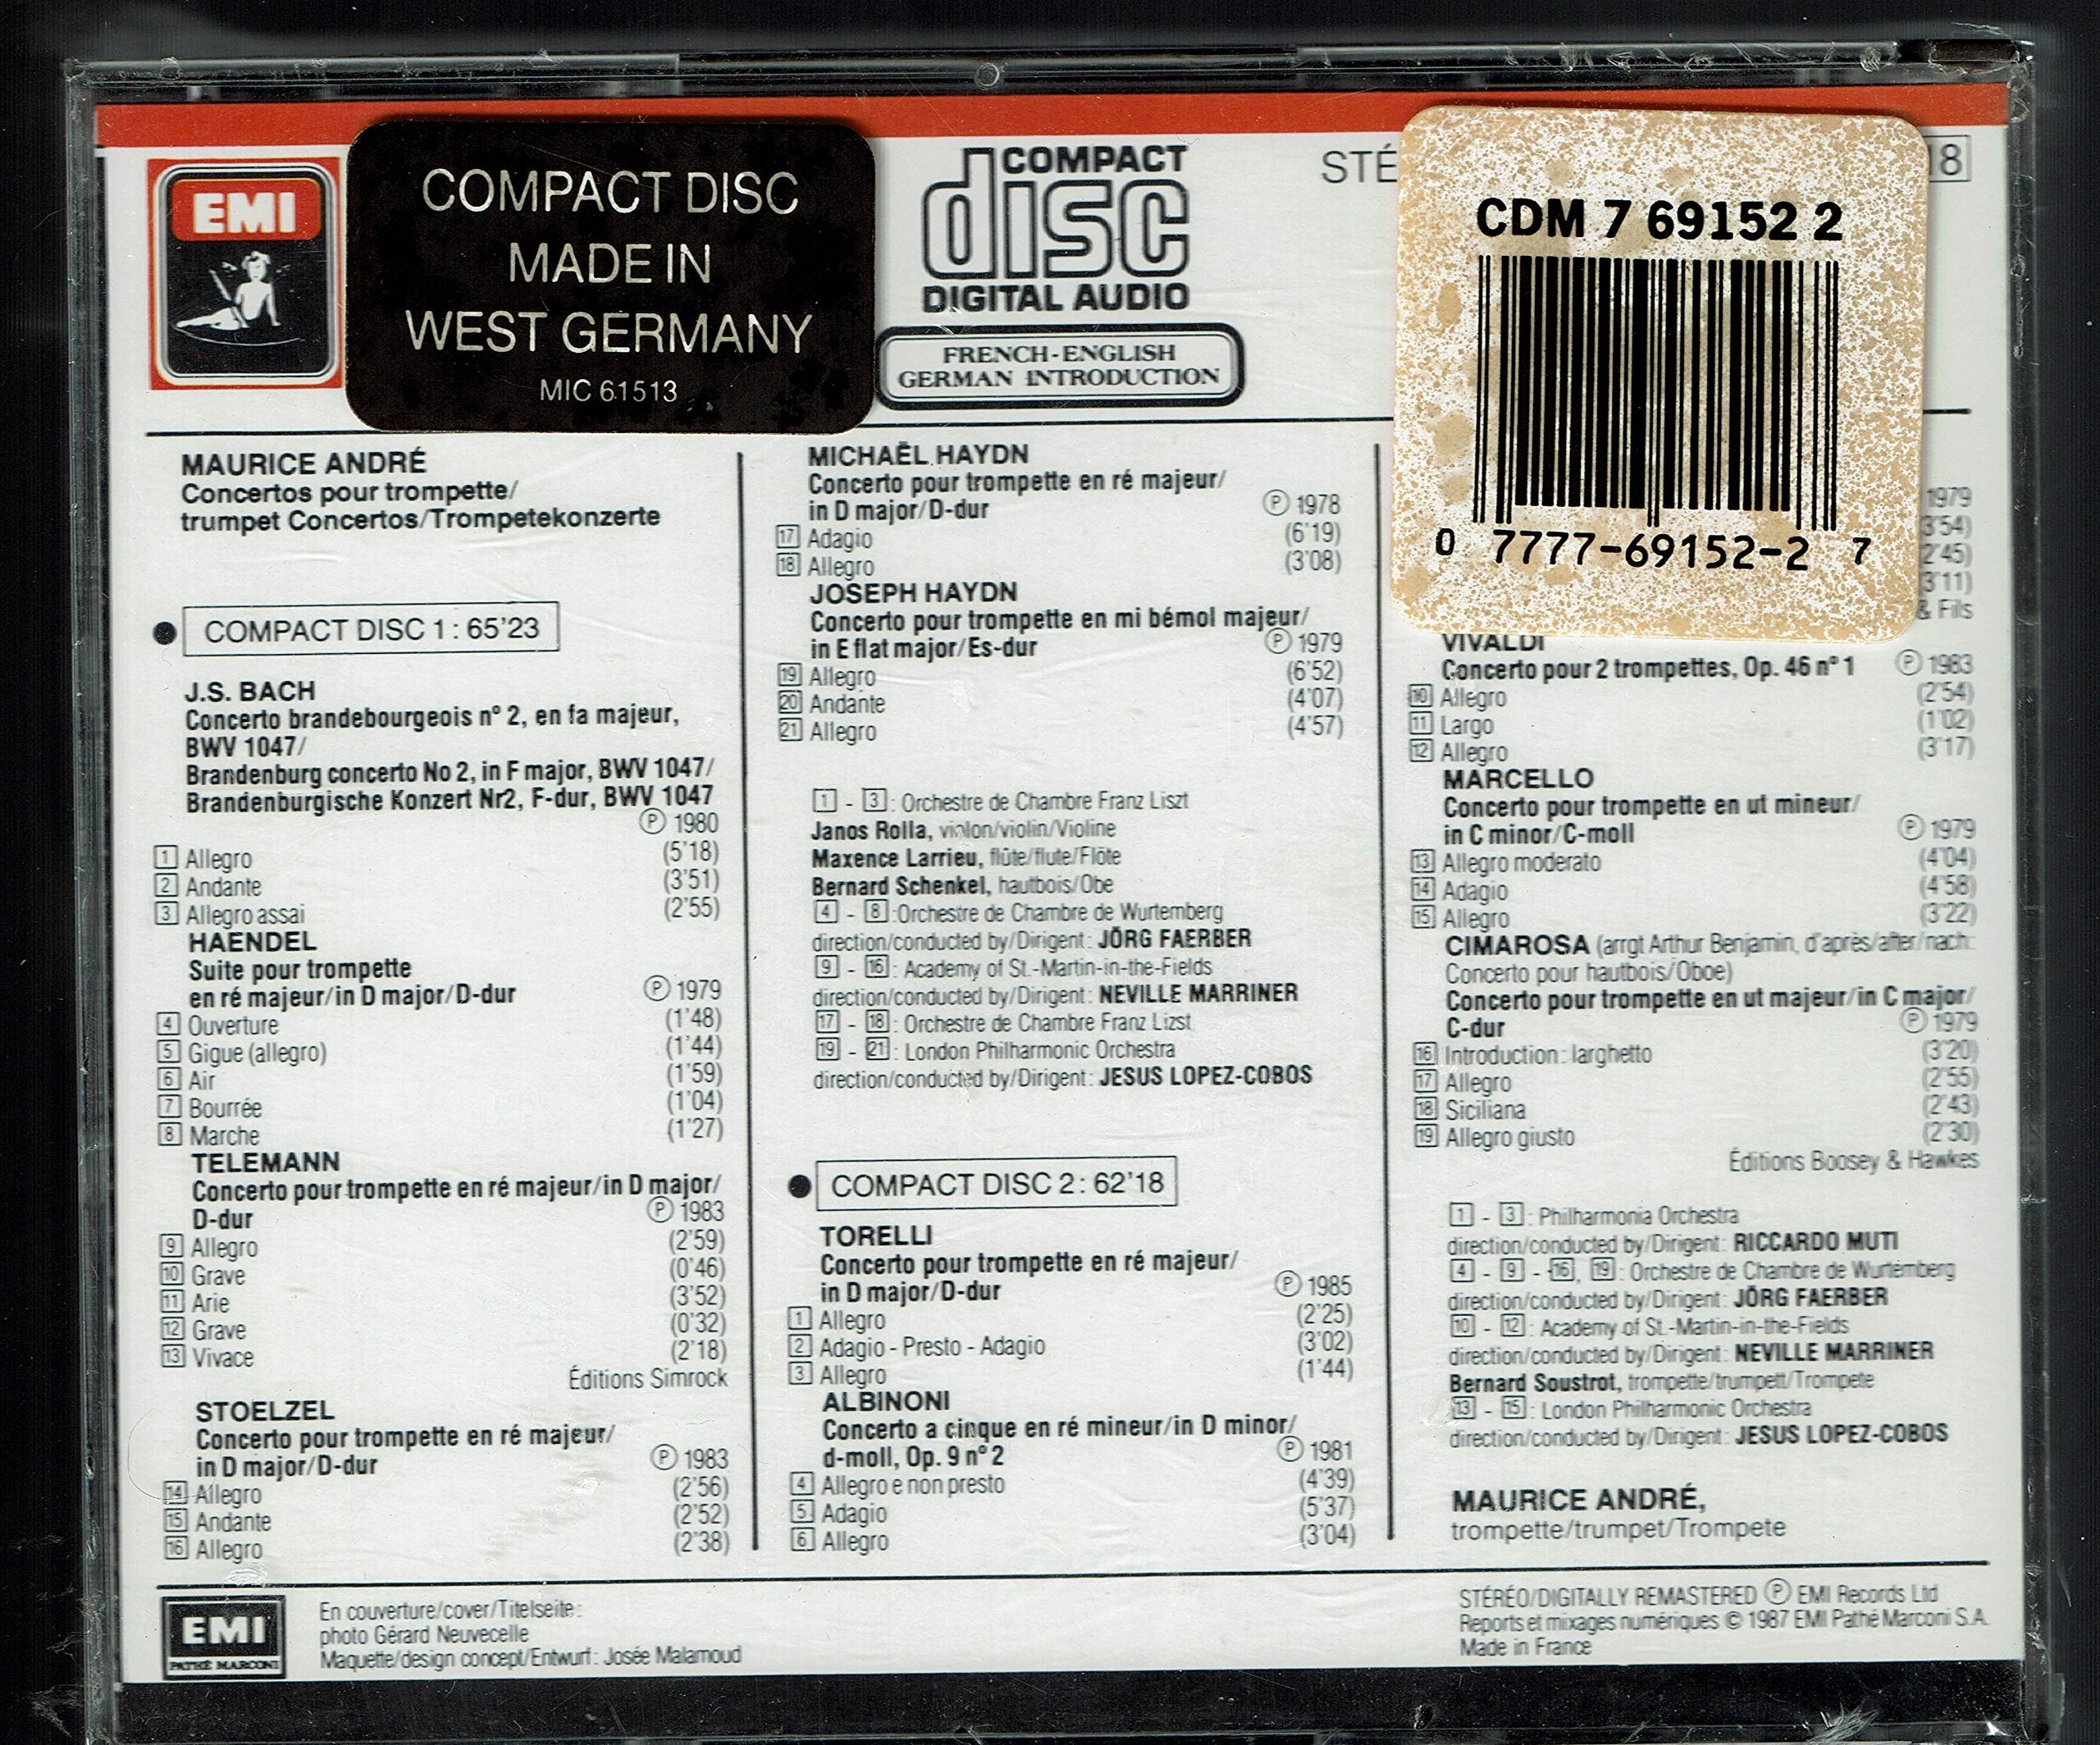 EMI
COMPACT DISC
MADE IN
WEST GERMANY
MIC 61513
COMPACT
disc
DIGITAL AUDIO
FRENCH-ENGLISH
GERMAN INTRODUCTION
STÉ
18
CDM 7 69152 2
0 7777-69152-2 7
MAURICE ANDRÉ
Concertos pour trompette/
trumpet Concertos/Trompetekonzerte
COMPACT DISC 1 : 65'23
J.S. BACH
Concerto brandebourgeois nº 2, en fa majeur,
BWV 1047/
Brandenburg concerto No 2, in F major, BWV 1047/
Brandenburgische Konzert Nr2, F-dur, BWV 1047
℗ 1980
1 Allegro (5'18)
2 Andante (3'51)
3 Allegro assai (2'55)
HAENDEL
Suite pour trompette
en ré majeur/in D major/D-dur ℗ 1979
4 Ouverture (1'48)
5 Gigue (allegro) (1'44)
6 Air (1'59)
7 Bourrée (1'04)
8 Marche (1'27)
TELEMANN
Concerto pour trompette en ré majeur/in D major/
D-dur ℗ 1983
9 Allegro (2'59)
10 Grave (0'46)
11 Arie (3'52)
12 Grave (0'32)
13 Vivace (2'18)
Éditions Simrock
STOELZEL
Concerto pour trompette en ré majeur/
in D major/D-dur ℗ 1983
14 Allegro (2'56)
15 Andante (2'52)
16 Allegro (2'38)
MICHAËL HAYDN
Concerto pour trompette en ré majeur/
in D major/D-dur ℗ 1978
17 Adagio (6'19)
18 Allegro (3'08)
JOSEPH HAYDN
Concerto pour trompette en mi bémol majeur/
in E flat major/Es-dur ℗ 1979
19 Allegro (6'52)
20 Andante (4'07)
21 Allegro (4'57)
1 - 3 : Orchestre de Chambre Franz Liszt
Janos Rolla, violon/violin/Violine
Maxence Larrieu, flûte/flute/Flöte
Bernard Schenkel, hautbois/Obe
4 - 8 :Orchestre de Chambre de Wurtemberg
direction/conducted by/Dirigent: JÖRG FAERBER
9 - 16 : Academy of St.-Martin-in-the-Fields
direction/conducted by/Dirigent: NEVILLE MARRINER
17 - 18 : Orchestre de Chambre Franz Lizst
19 - 21 : London Philharmonic Orchestra
direction/conducted by/Dirigent: JESUS LOPEZ-COBOS
COMPACT DISC 2 : 62'18
TORELLI
Concerto pour trompette en ré majeur/
in D major/D-dur ℗ 1985
1 Allegro (2'25)
2 Adagio - Presto - Adagio (3'02)
3 Allegro (1'44)
ALBINONI
Concerto a cinque en ré mineur/in D minor/
d-moll, Op. 9 nº 2 ℗ 1981
4 Allegro e non presto (4'39)
5 Adagio (5'37)
6 Allegro (3'04)
1979
3'54)
2'45)
3'11)
& Fils
VIVALDI
Concerto pour 2 trompettes, Op. 46 nº 1 ℗ 1983
10 Allegro (2'54)
11 Largo (1'02)
12 Allegro (3'17)
MARCELLO
Concerto pour trompette en ut mineur/
in C minor/C-moll ℗ 1979
13 Allegro moderato (4'04)
14 Adagio (4'58)
15 Allegro (3'22)
CIMAROSA (arrgt Arthur Benjamin, d'après/after/nach:
Concerto pour hautbois/Oboe)
Concerto pour trompette en ut majeur/in C major/
C-dur ℗ 1979
16 Introduction : larghetto (3'20)
17 Allegro (2'55)
18 Siciliana (2'43)
19 Allegro giusto (2'30)
Éditions Boosey & Hawkes
1 - 3 : Philharmonia Orchestra
direction/conducted by/Dirigent: RICCARDO MUTI
4 - 9 - 16, 19 : Orchestre de Chambre de Wurtemberg
direction/conducted by/Dirigent: JÖRG FAERBER
10 - 12 : Academy of St.-Martin-in-the-Fields
direction/conducted by/Dirigent: NEVILLE MARRINER
Bernard Soustrot, trompette/trumpett/Trompete
13 - 15 : London Philharmonic Orchestra
direction/conducted by/Dirigent: JESUS LOPEZ-COBOS
MAURICE ANDRÉ,
trompette/trumpet/Trompete
EMI
PATHÉ MARCONI
En couverture/cover/Titelseite:
photo Gérard Neuvecelle
Maquette/design concept/Entwurf: Josée Malamoud
STÉRÉO/DIGITALLY REMASTERED ℗ EMI Records Ltd
Reports et mixages numériques © 1987 EMI Pathé Marconi S.A.
Made in France